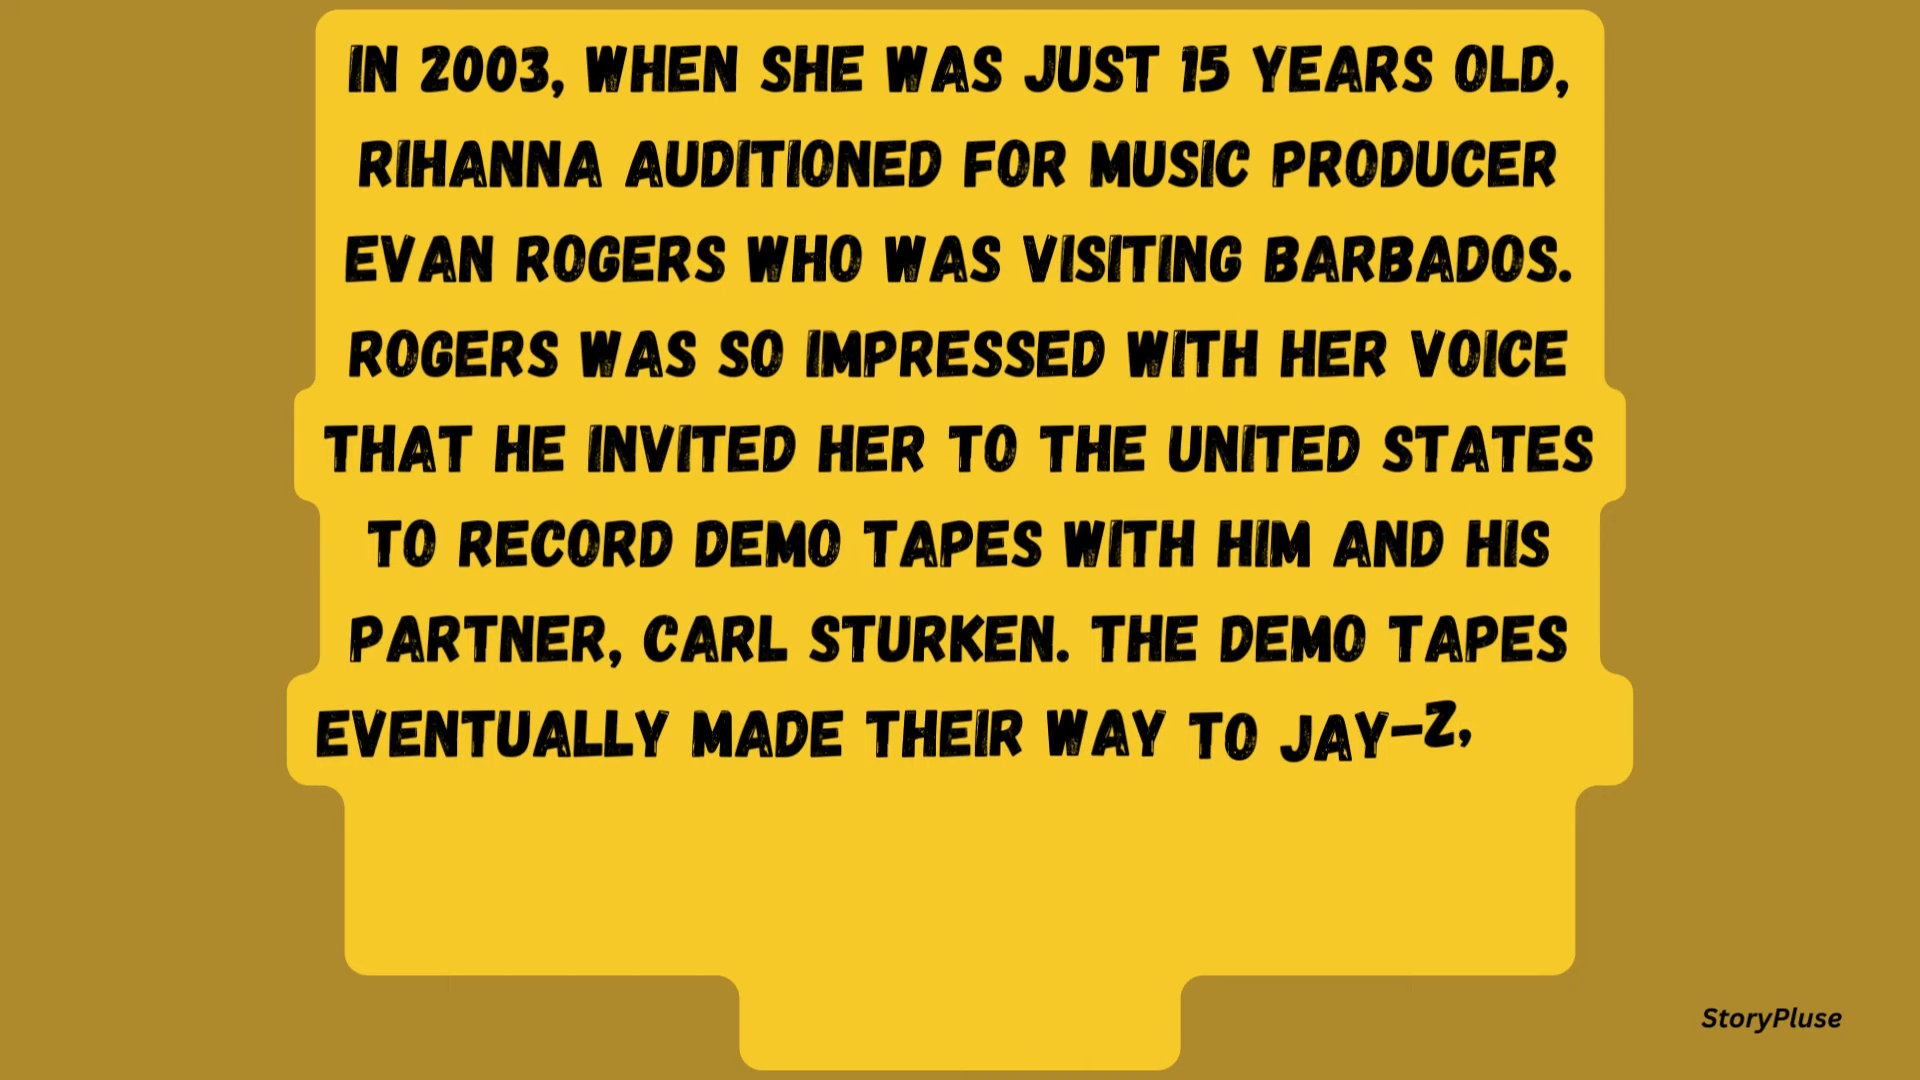 IN 2003, WHEN SHE WAS JUST 15 YEARS OLD,
RIHANNA AUDITIONED FOR MUSIC PRODUCER
EVAN ROGERS WHO WAS VISITING BARBADOS.
ROGERS WAS SO IMPRESSED WITH HER VOICE
THAT HE INVITED HER TO THE UNITED STATES
TO RECORD DEMO TAPES WITH HIM AND HIS
PARTNER, CARL STURKEN. THE DEMO TAPES
EVENTUALLY MADE THEIR WAY TO JAY-Z,
StoryPluse